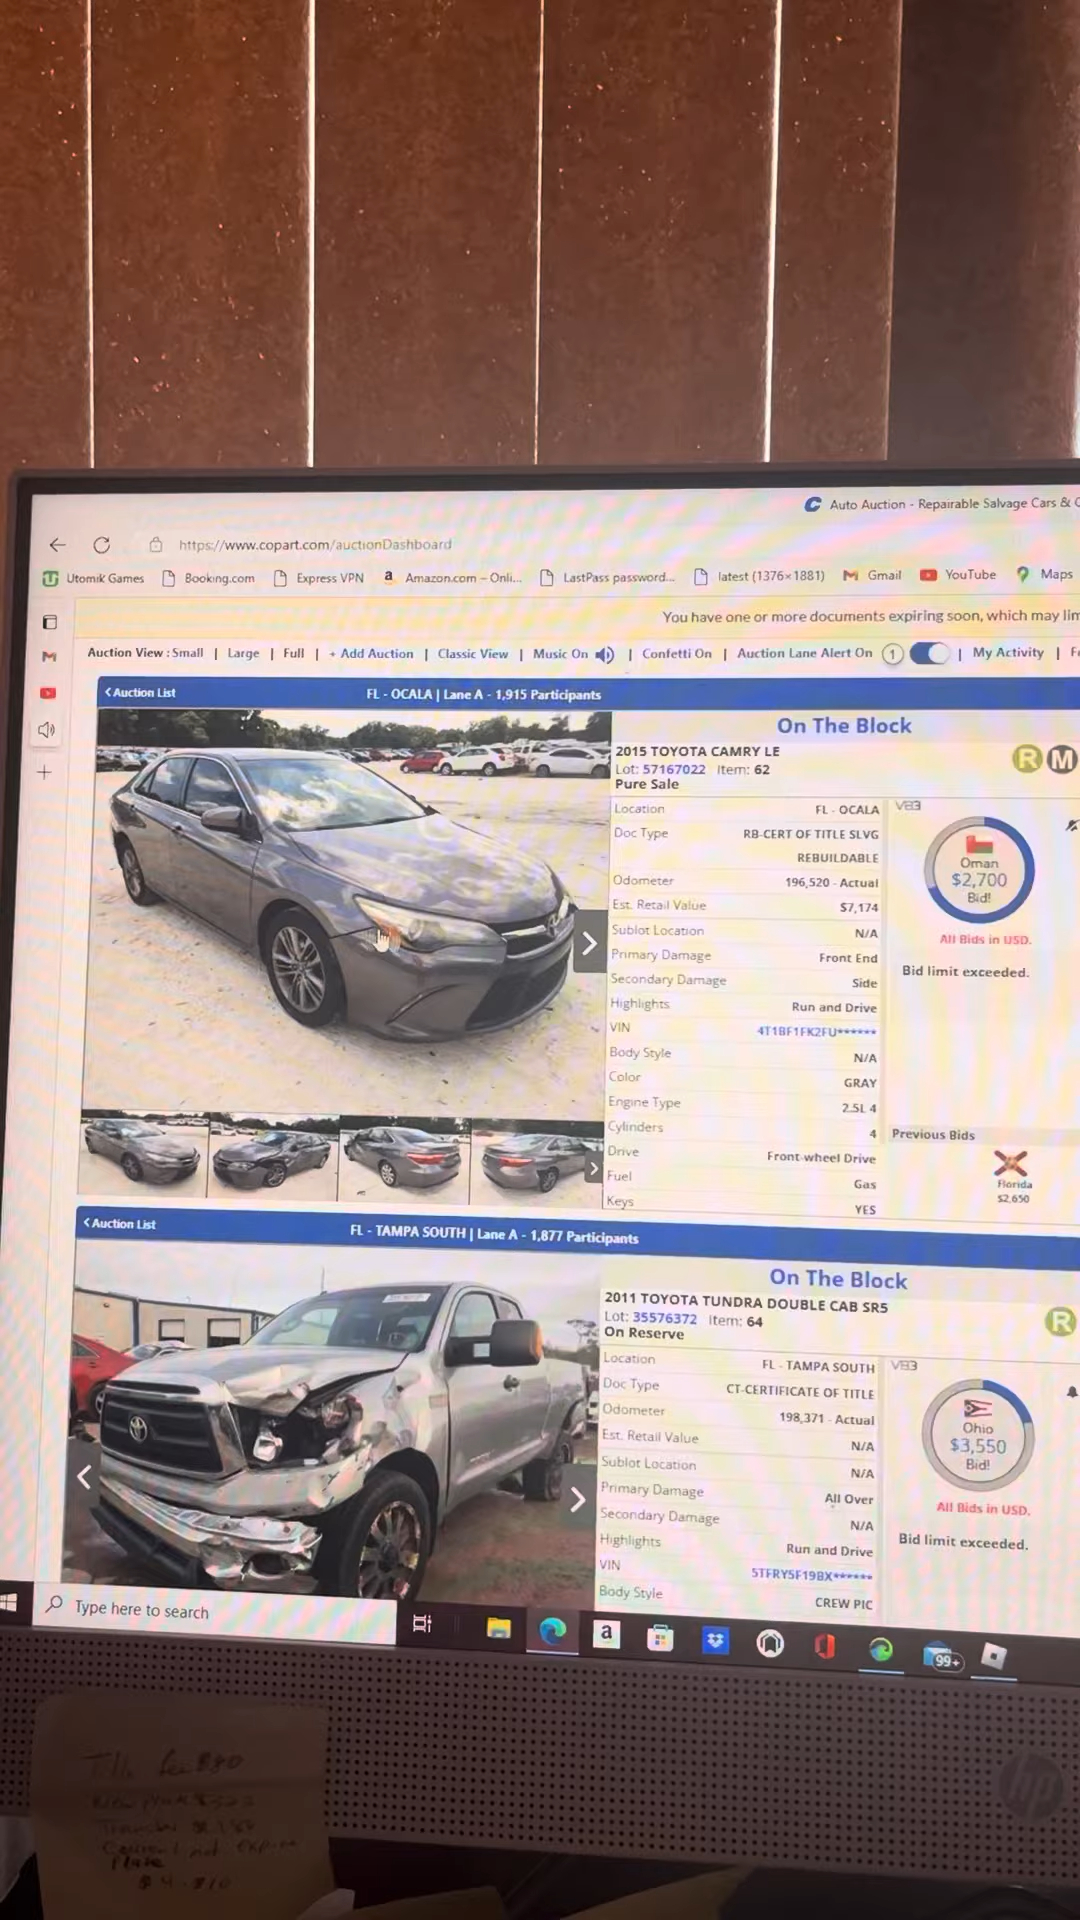 Auto Auction - Repairable Salvage Cars &
https://www.copart.com/auctionDashboard
Utomik Games Booking.com Express VPN Amazon.com – Onli... LastPass password... latest (1376×1881) Gmail YouTube Maps
You have one or more documents expiring soon, which may lim
Auction View : Small | Large | Full | + Add Auction | Classic View | Music On | Confetti On | Auction Lane Alert On 1 | My Activity |
Auction List
FL - OCALA | Lane A - 1,915 Participants
On The Block
2015 TOYOTA CAMRY LE
R M
Lot: 57167022 Item: 62
Pure Sale
Location FL - OCALA
VB3
Doc Type RB-CERT OF TITLE SLVG REBUILDABLE
Oman
$2,700
Bid!
Odometer 196,520 - Actual
Est. Retail Value $7,174
Sublot Location N/A
All Bids in USD.
Primary Damage Front End
Bid limit exceeded.
Secondary Damage Side
Highlights Run and Drive
VIN 4T1BF1FK2FU******
Body Style N/A
Color GRAY
Engine Type 2.5L 4
Cylinders 4
Previous Bids
Drive Front-wheel Drive
Fuel Gas
Florida
$2,650
Keys YES
Auction List
FL - TAMPA SOUTH | Lane A - 1,877 Participants
On The Block
2011 TOYOTA TUNDRA DOUBLE CAB SR5
R
Lot: 35576372 Item: 64
On Reserve
Location FL - TAMPA SOUTH
VB3
Doc Type CT-CERTIFICATE OF TITLE
Odometer 198,371 - Actual
Ohio
$3,550
Bid!
Est. Retail Value N/A
Sublot Location N/A
Primary Damage All Over
All Bids in USD.
Secondary Damage N/A
Bid limit exceeded.
Highlights Run and Drive
VIN 5TFRY5F19BX******
Body Style CREW PIC
Type here to search
a
99+
hp